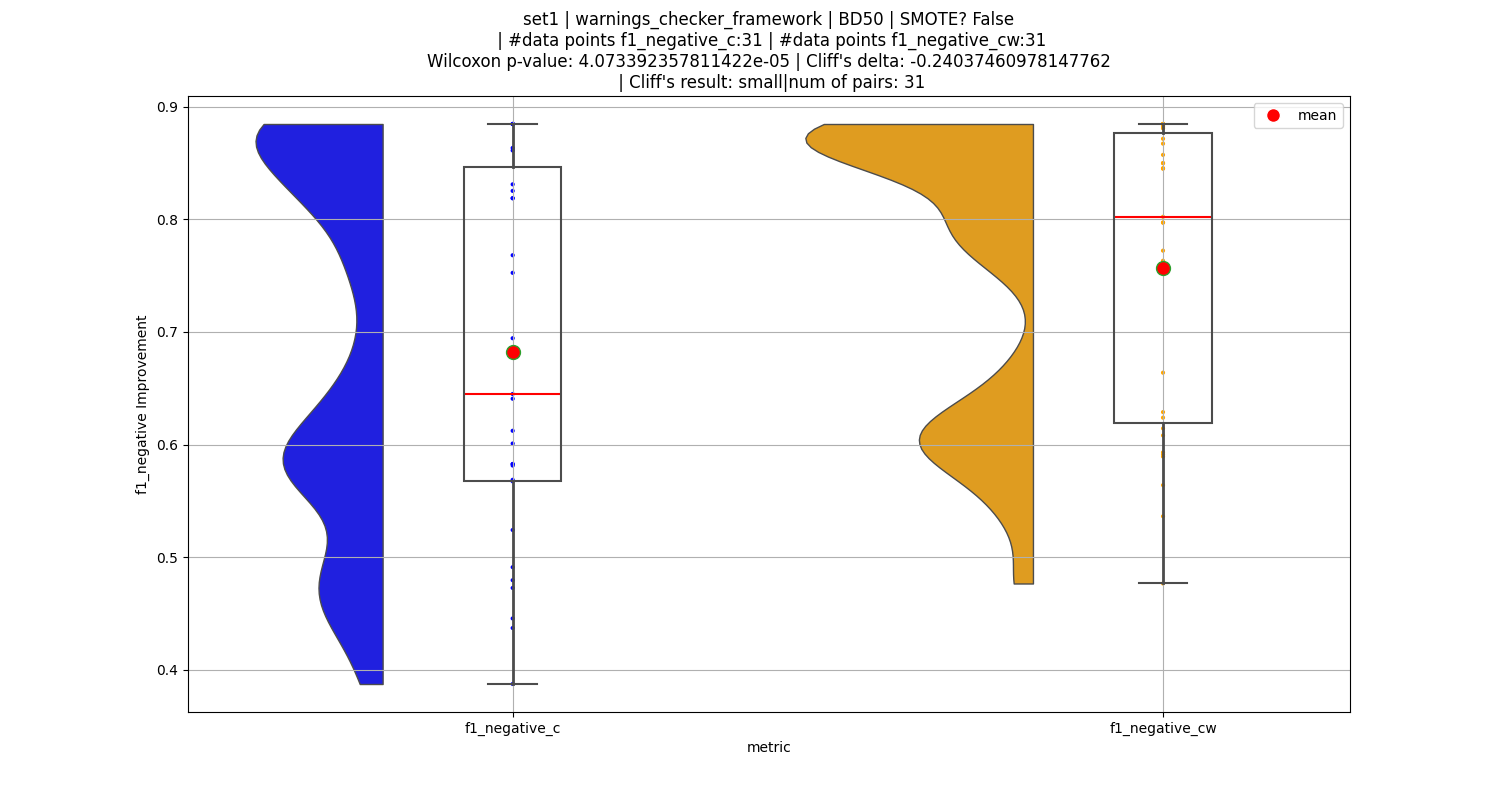 set1 | warnings_checker_framework | BD50 | SMOTE? False
| #data points f1_negative_c:31 | #data points f1_negative_cw:31
Wilcoxon p-value: 4.073392357811422e-05 | Cliff's delta: -0.24037460978147762
| Cliff's result: small|num of pairs: 31
mean
0.9
0.8
0.7
0.6
0.5
0.4
f1_negative Improvement
f1_negative_c
f1_negative_cw
metric